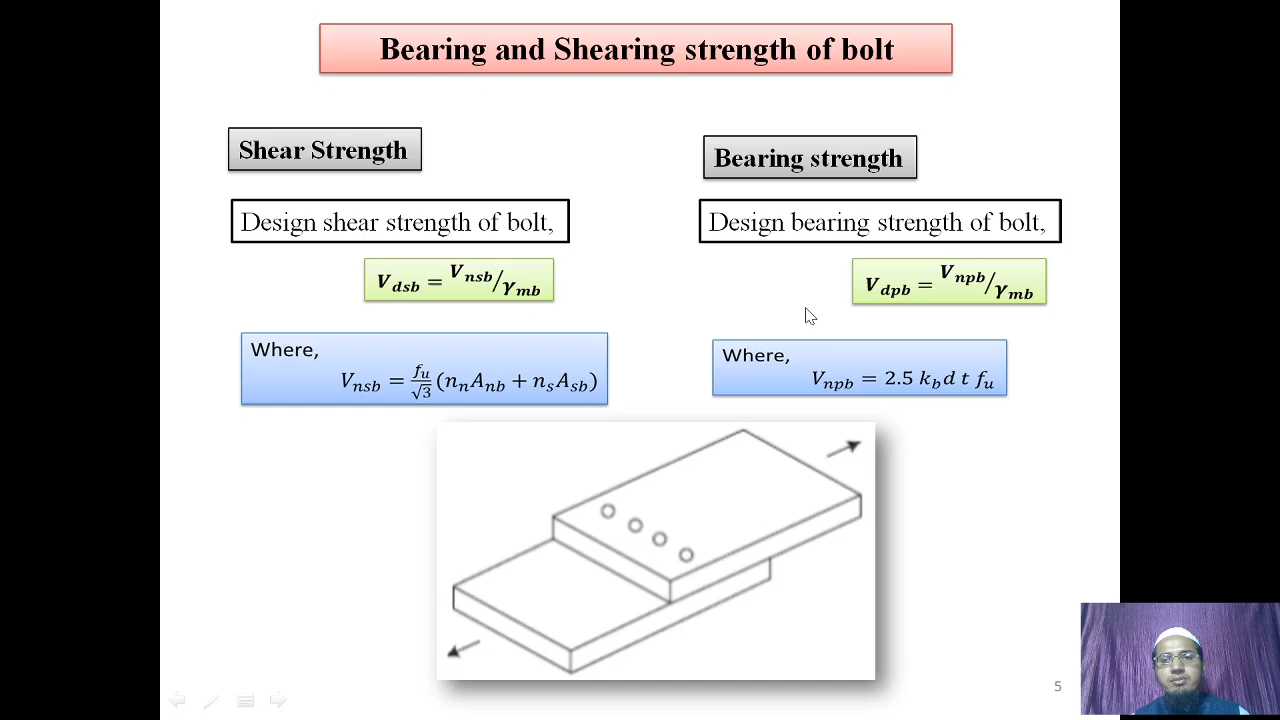 Bearing and Shearing strength of bolt
Shear Strength
Design shear strength of bolt,
V_dsb = V_nsb/γ_mb
Where,
V_nsb = f_u/√3 (n_n A_nb + n_s A_sb)
Bearing strength
Design bearing strength of bolt,
V_dpb = V_npb/γ_mb
Where,
V_npb = 2.5 k_b d t f_u
5